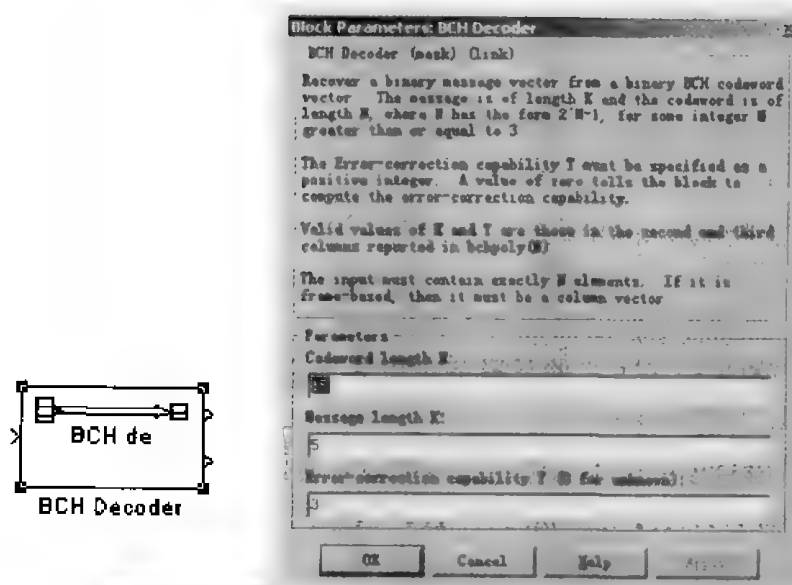 Block Parameters: BCH Decoder
BCH Decoder (mask) (link)
Recover a binary message vector from a binary BCH codeword
vector The message is of length K and the codeword is of
length N, where N has the form 2^M-1, for some integer M
greater than or equal to 3
The Error-correction capability T must be specified as a
positive integer. A value of zero tells the block to
compute the error-correction capability.
Valid values of K and T are those in the second and third
columns reported in bchpoly(N)
The input must contain exactly N elements. If it is
frame-based, then it must be a column vector
Parameters
Codeword length N:
15
Message length K:
5
Error-correction capability T (0 for unknown):
3
OK Cancel Help Apply
BCH de
BCH Decoder